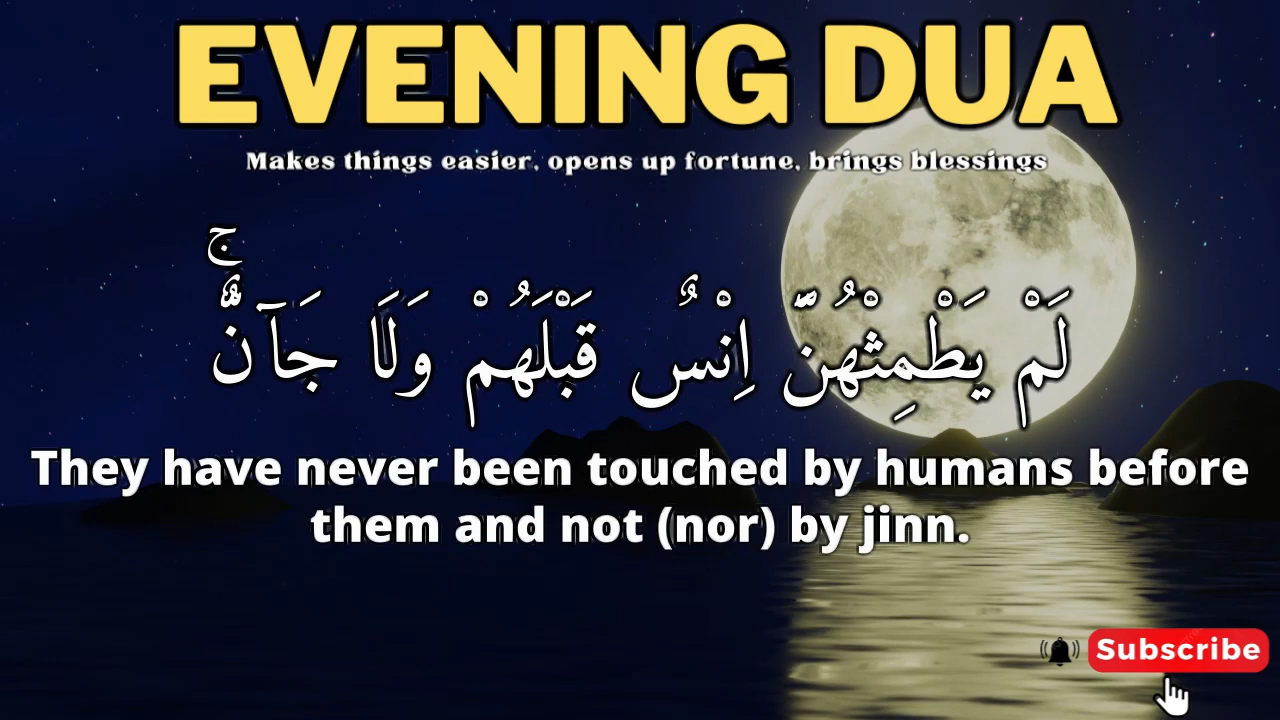 EVENING DUA
Makes things easier, opens up fortune, brings blessings
لَمْ يَطْمِثْهُنَّ اِنْسٌ قَبْلَهُمْ وَلَا جَاۤنٌّۚ
They have never been touched by humans before
them and not (nor) by jinn.
Subscribe